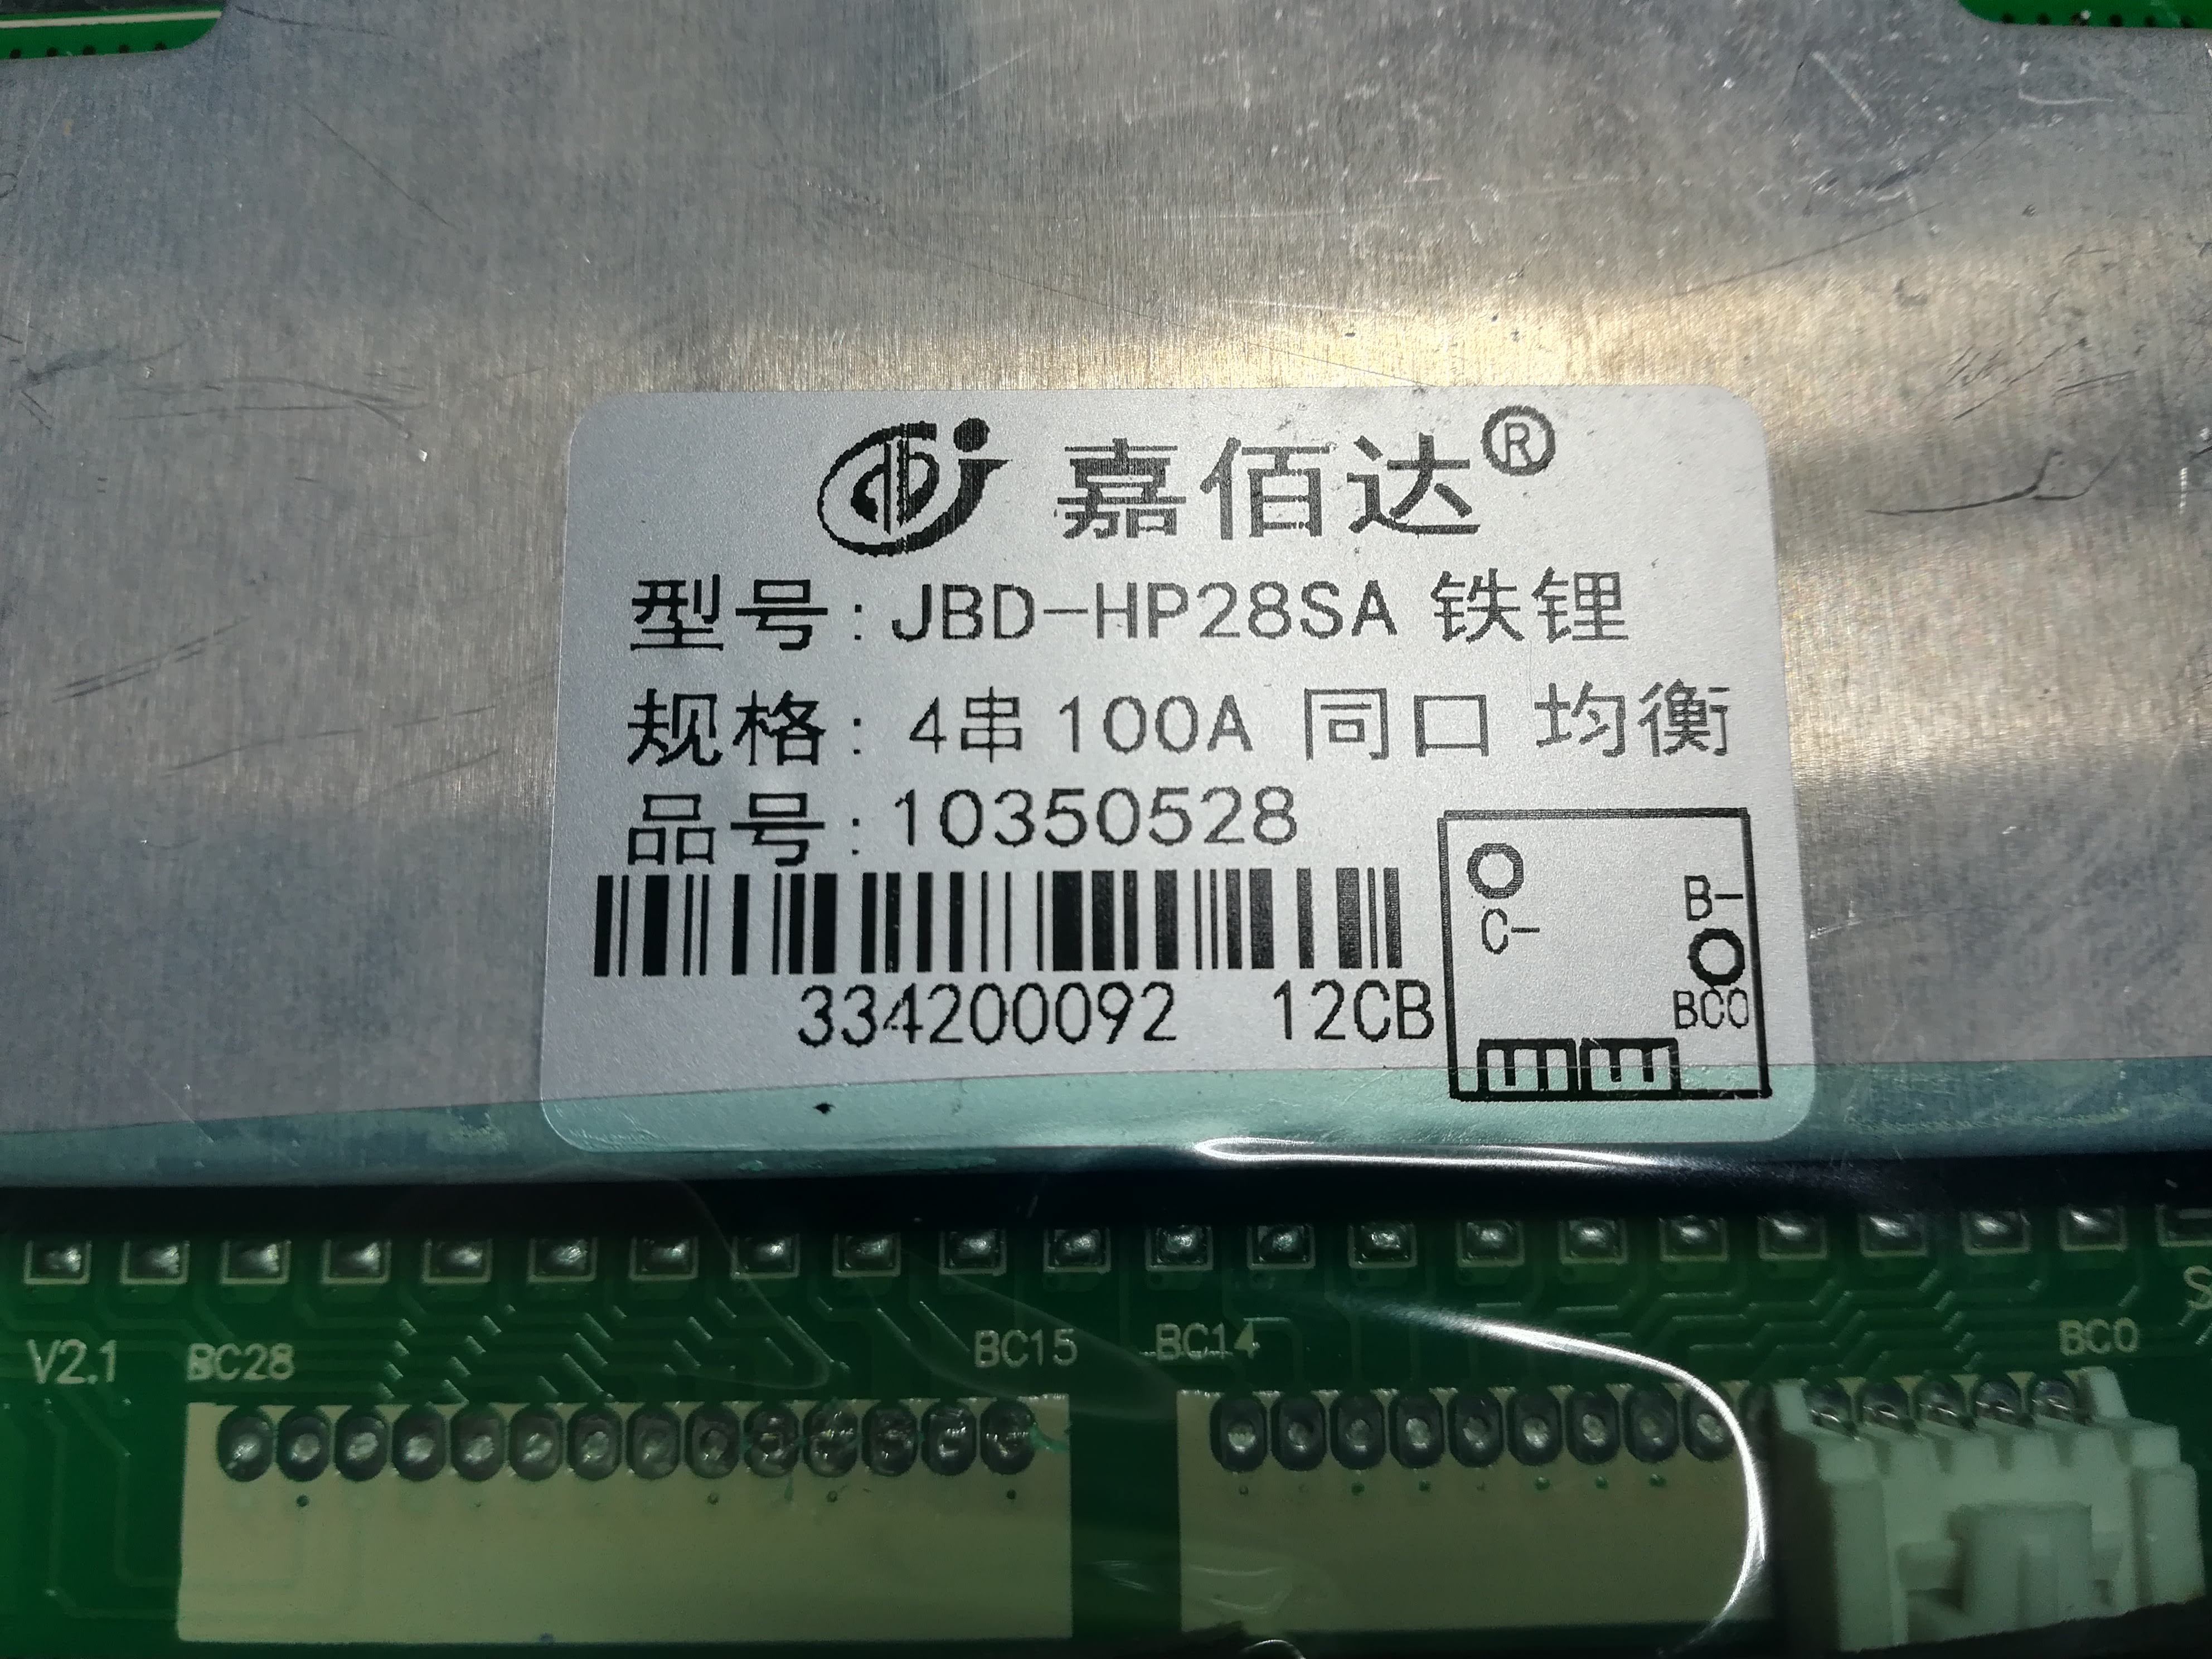 嘉佰达®
型号:JBD-HP28SA 铁锂
规格: 4串 100A 同口 均衡
品号:10350528
334200092 12CB
C-
B-
BC0
V2.1
BC28
BC15
BC14
BC0